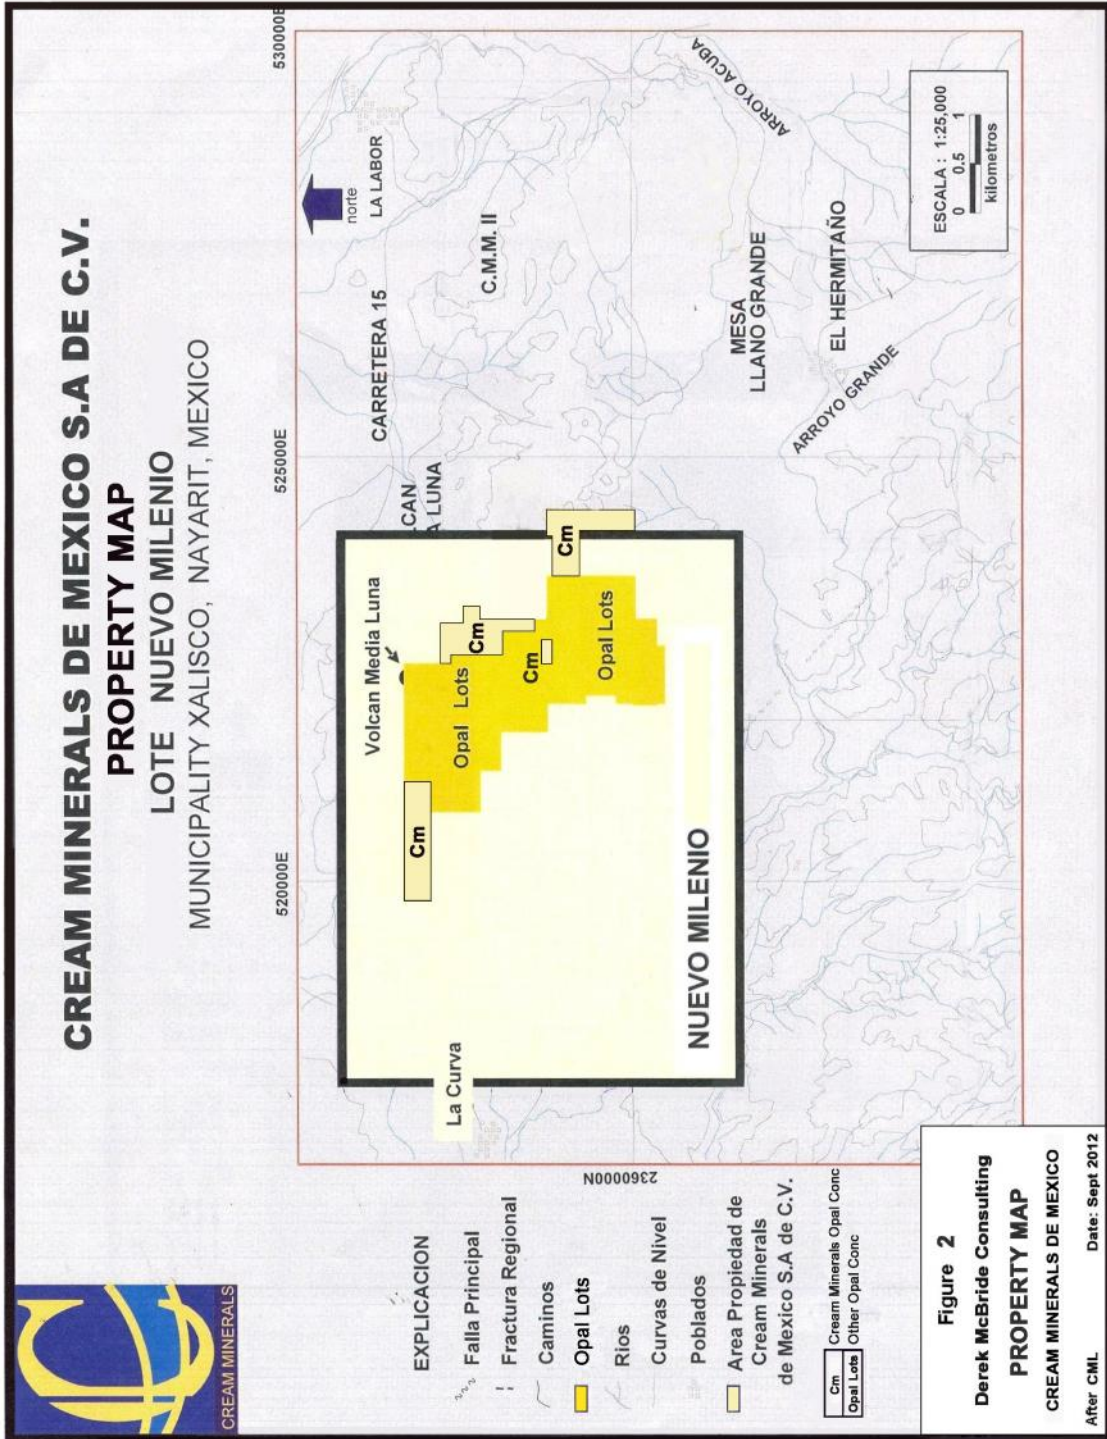 CREAM MINERALS DE MEXICO S.A DE C.V.
PROPERTY MAP
LOTE NUEVO MILENIO
MUNICIPALITY XALISCO, NAYARIT, MEXICO
CREAM MINERALS
520000E
525000E
530000E
2360000N
norte
LA LABOR
CARRETERA 15
C.M.M. II
LCAN
A LUNA
Volcan Media Luna
La Curva
Cm
Opal Lots
Cm
Cm
Cm
Opal Lots
NUEVO MILENIO
ARROYO ACUBA
MESA
LLANO GRANDE
EL HERMITAÑO
ARROYO GRANDE
ESCALA : 1:25,000
0 0.5 1
kilometros
EXPLICACION
Falla Principal
Fractura Regional
Caminos
Opal Lots
Rios
Curvas de Nivel
Poblados
Area Propiedad de
Cream Minerals
de Mexico S.A de C.V.
Cm Cream Minerals Opal Conc
Opal Lots Other Opal Conc
Figure 2
Derek McBride Consulting
PROPERTY MAP
CREAM MINERALS DE MEXICO
After CML Date: Sept 2012